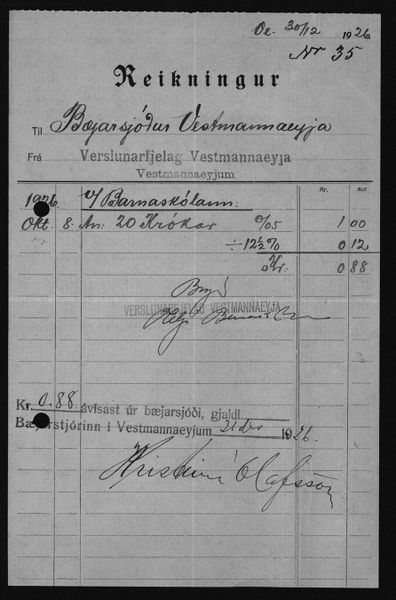 Oe. 30/12 1926
Nr 35
Reikningur
Til Bæjarsjóður Vestmannaeyja
Frá Verslunarfjelag Vestmannaeyja
Vestmannaeyjum
Kr. aur
1926 v/ Barnaskólann:
Okt. 8. An: 20 Krókar 0/05 1 00
÷ 12½% 0 12
Kr. 0 88
VERSLUNARFJELAG VESTMANNAEYJA
Kr. 0.88 ávísast úr bæjarsjóði, gjaldl.
Bæjarstjórinn í Vestmannaeyjum 31 Des 1926.
Kristinn Ólafsson